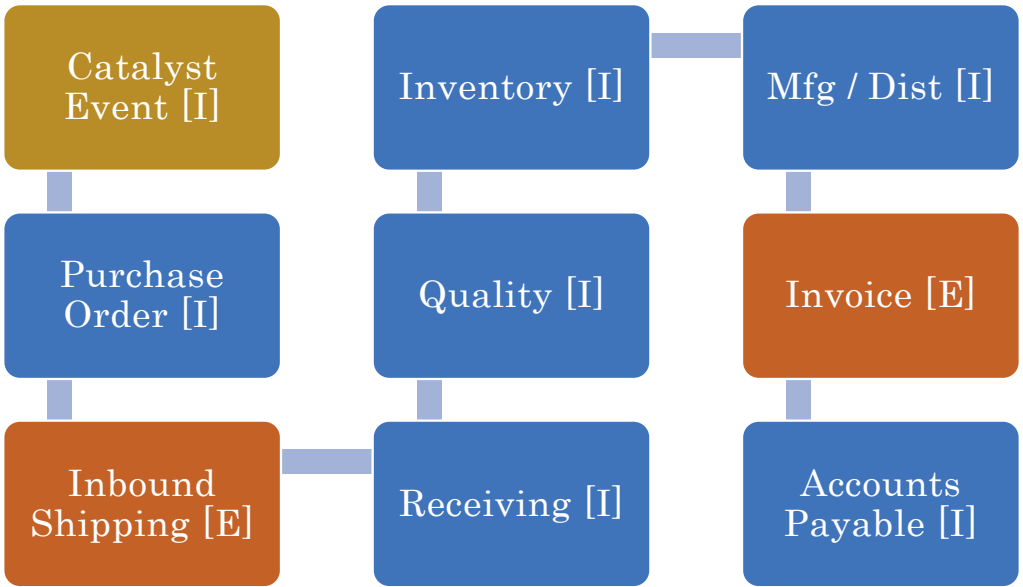 Catalyst
Event [I]
Purchase
Order [I]
Inbound
Shipping [E]
Receiving [I]
Quality [I]
Inventory [I]
Mfg / Dist [I]
Invoice [E]
Accounts
Payable [I]